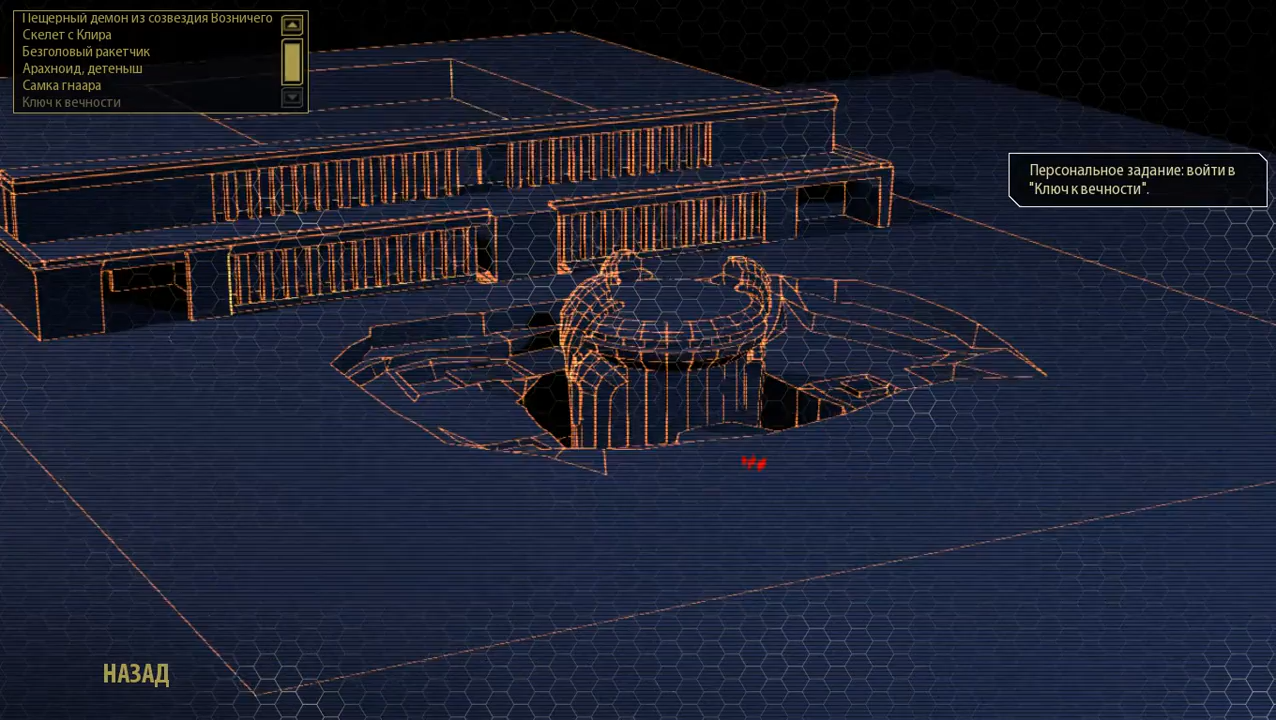 Пещерный демон из созвездия Возничего
Скелет с Клира
Безголовый ракетчик
Арахноид, детеныш
Самка гнаара
Ключ к вечности
Персональное задание: войти в
"Ключ к вечности".
НАЗАД